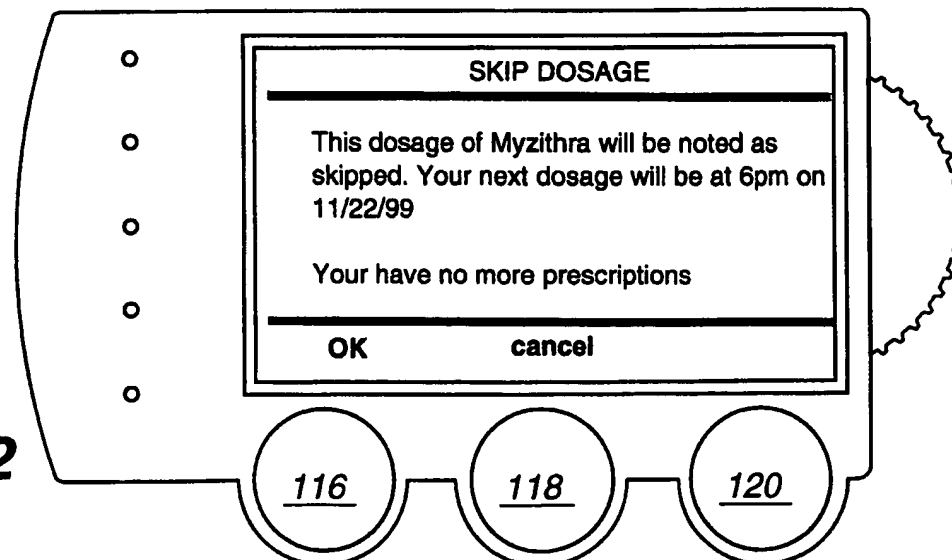 SKIP DOSAGE
This dosage of Myzithra will be noted as
skipped. Your next dosage will be at 6pm on
11/22/99
Your have no more prescriptions
OK cancel
2
116 118 120